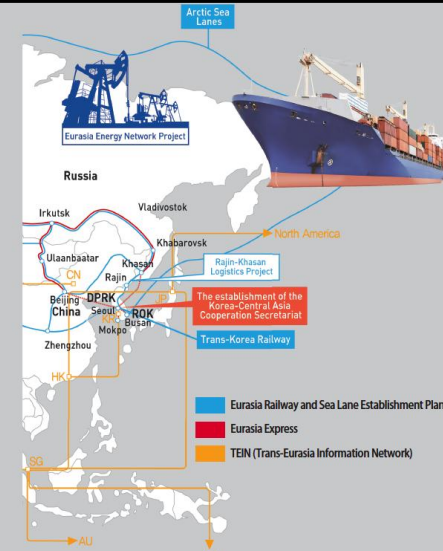 Arctic Sea
Lanes
Eurasia Energy Network Project
Russia
Irkutsk
Vladivostok
Khabarovsk
North America
Ulaanbaatar
Khasan
Rajin-Khasan
Logistics Project
CN
Rajin
Beijing
DPRK
JP
The establishment of the
Korea-Central Asia
Cooperation Secretariat
China
Seoul
KR
ROK
Busan
Mokpo
Trans-Korea Railway
Zhengzhou
HK
Eurasia Railway and Sea Lane Establishment Plan
Eurasia Express
TEIN (Trans-Eurasia Information Network)
SG
AU